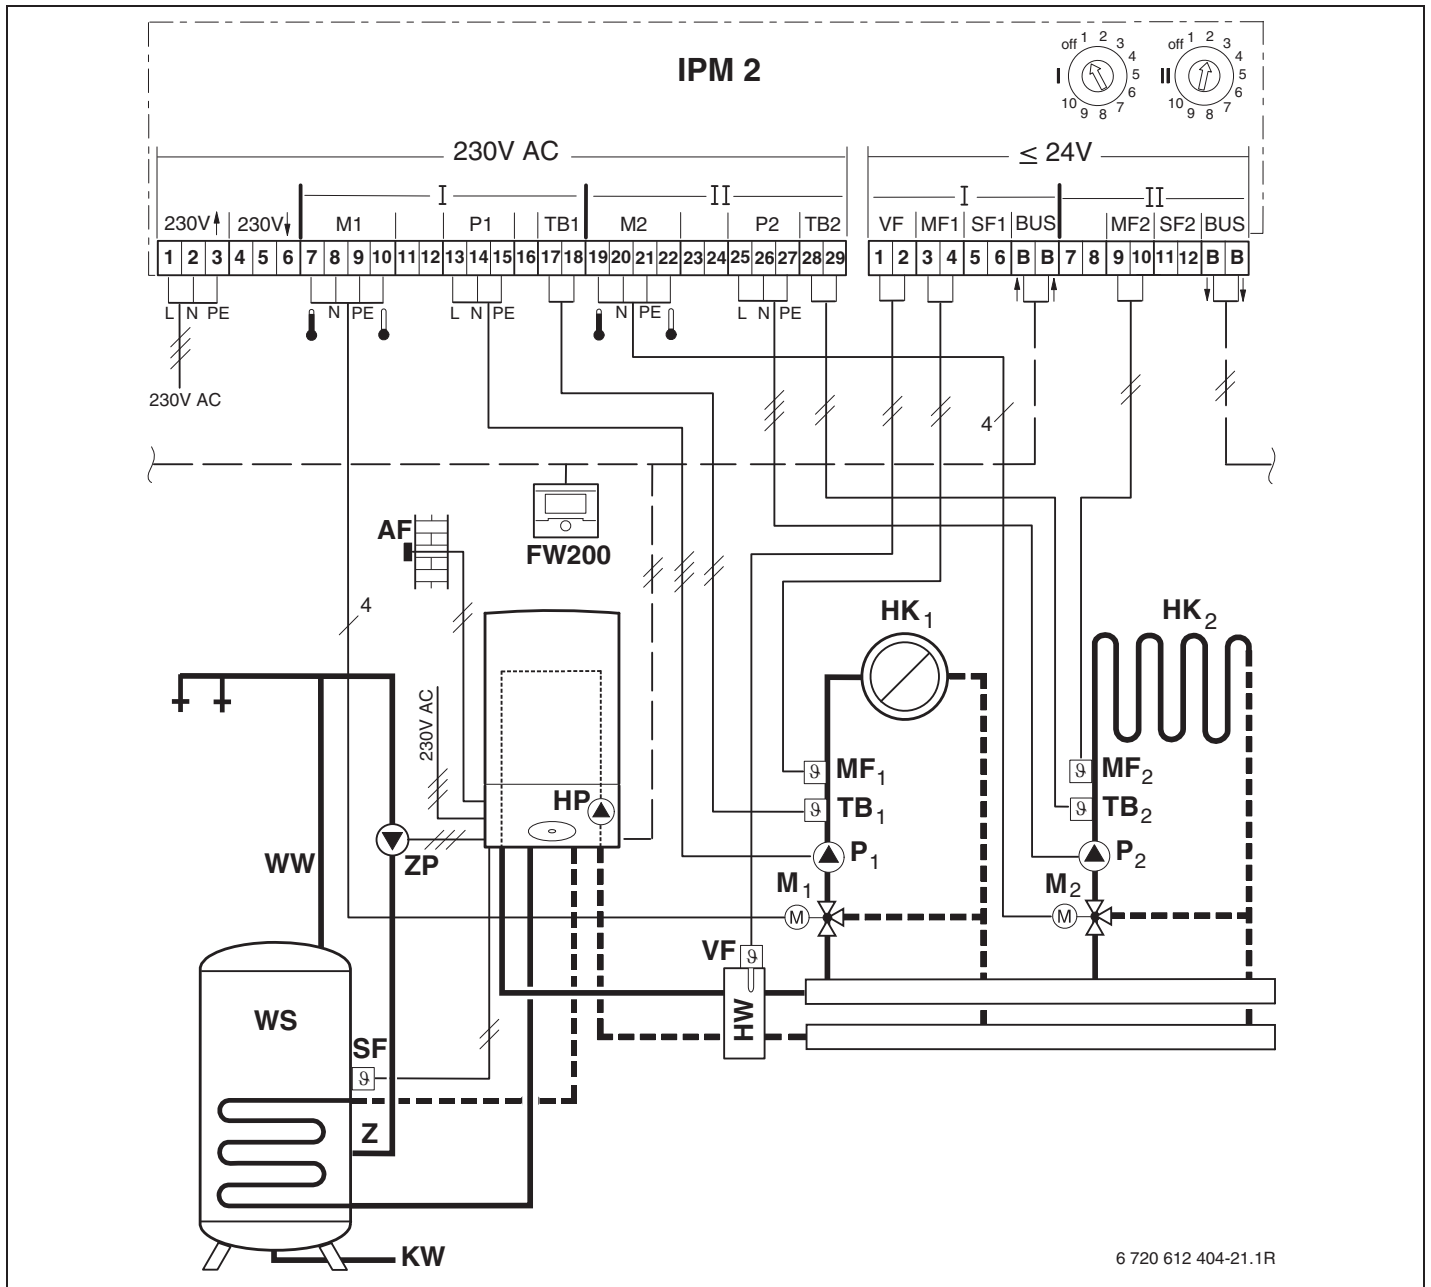 IPM 2
I
off 1 2 3 4 5 6 7 8 9 10
II
off 1 2 3 4 5 6 7 8 9 10
230V AC
≤ 24V
I
II
I
II
230V
230V
M1
P1
TB1
M2
P2
TB2
VF
MF1
SF1
BUS
MF2
SF2
BUS
1 2 3 4 5 6 7 8 9 10 11 12 13 14 15 16 17 18 19 20 21 22 23 24 25 26 27 28 29
1 2 3 4 5 6 B B 7 8 9 10 11 12 B B
L N PE
N PE
L N PE
N PE
L N PE
230V AC
4
4
AF
FW200
HK1
HK2
230V AC
HP
MF1
MF2
TB1
TB2
ZP
WW
P1
P2
M1
M
M2
M
VF
ϑ
ϑ
ϑ
ϑ
ϑ
HW
WS
SF
ϑ
Z
KW
6 720 612 404-21.1R